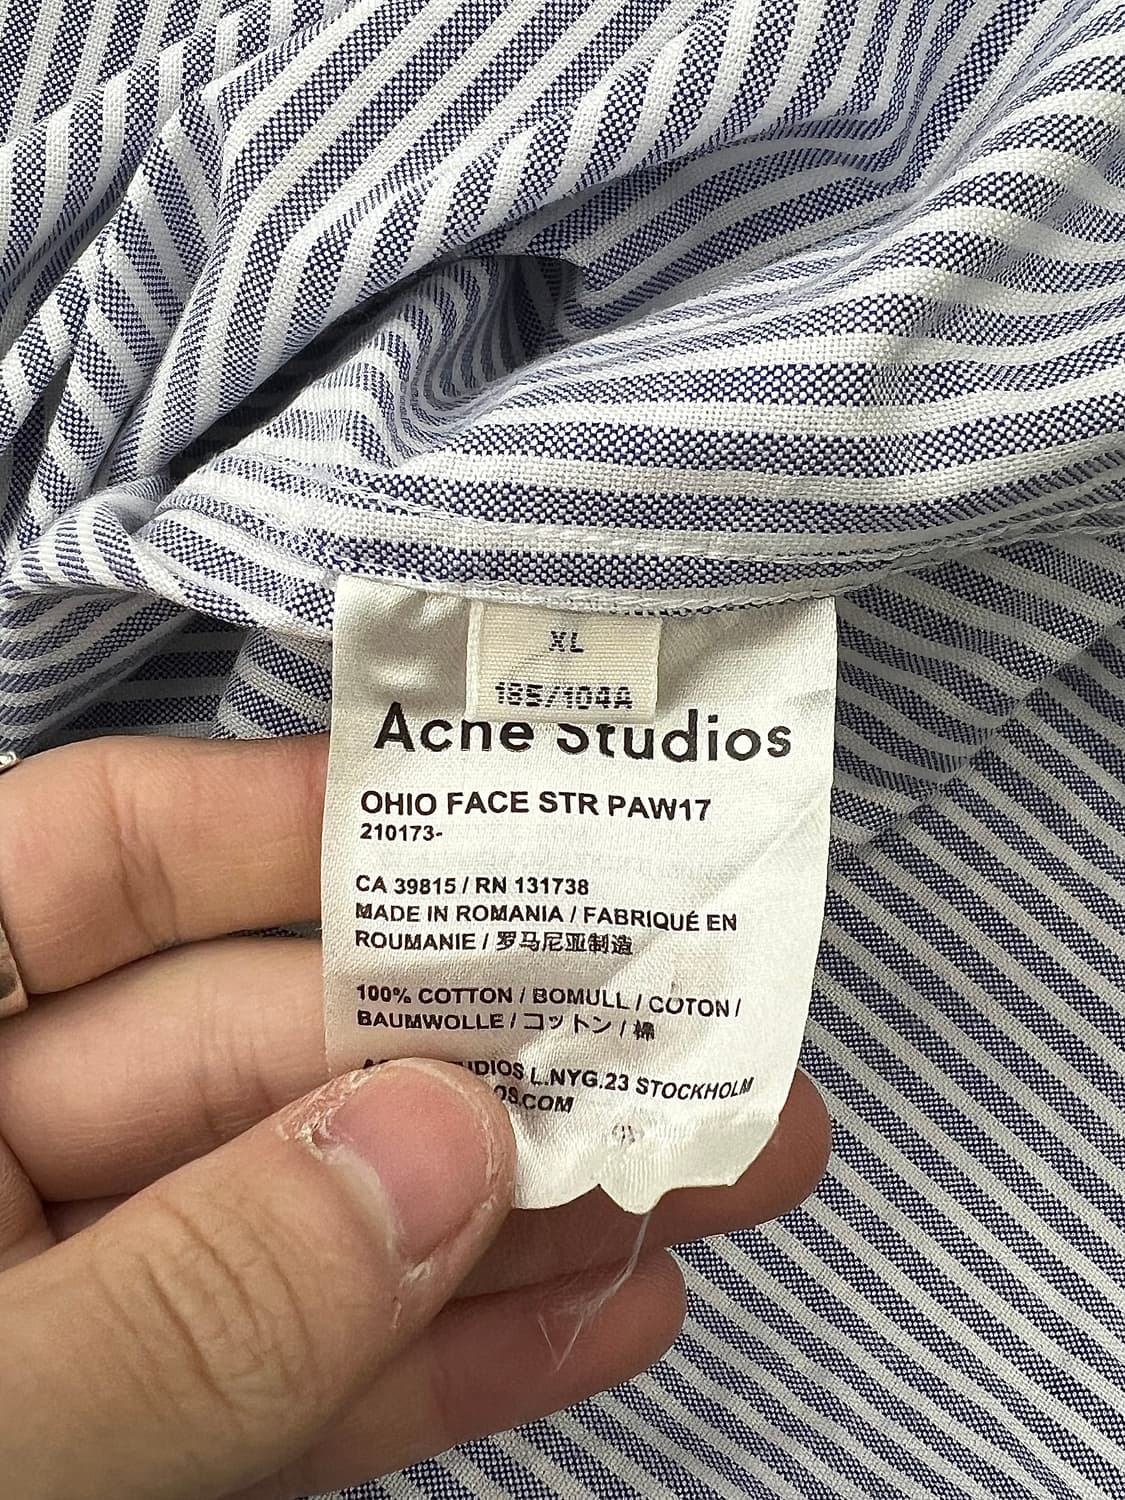 XL
185/104A
Acne Studios
OHIO FACE STR PAW17
210173-
CA 39815 / RN 131738
MADE IN ROMANIA / FABRIQUÉ EN
ROUMANIE / 罗马尼亚制造
100% COTTON / BOMULL / COTON /
BAUMWOLLE / コットン / 棉
L.NYG.23 STOCKHOLM